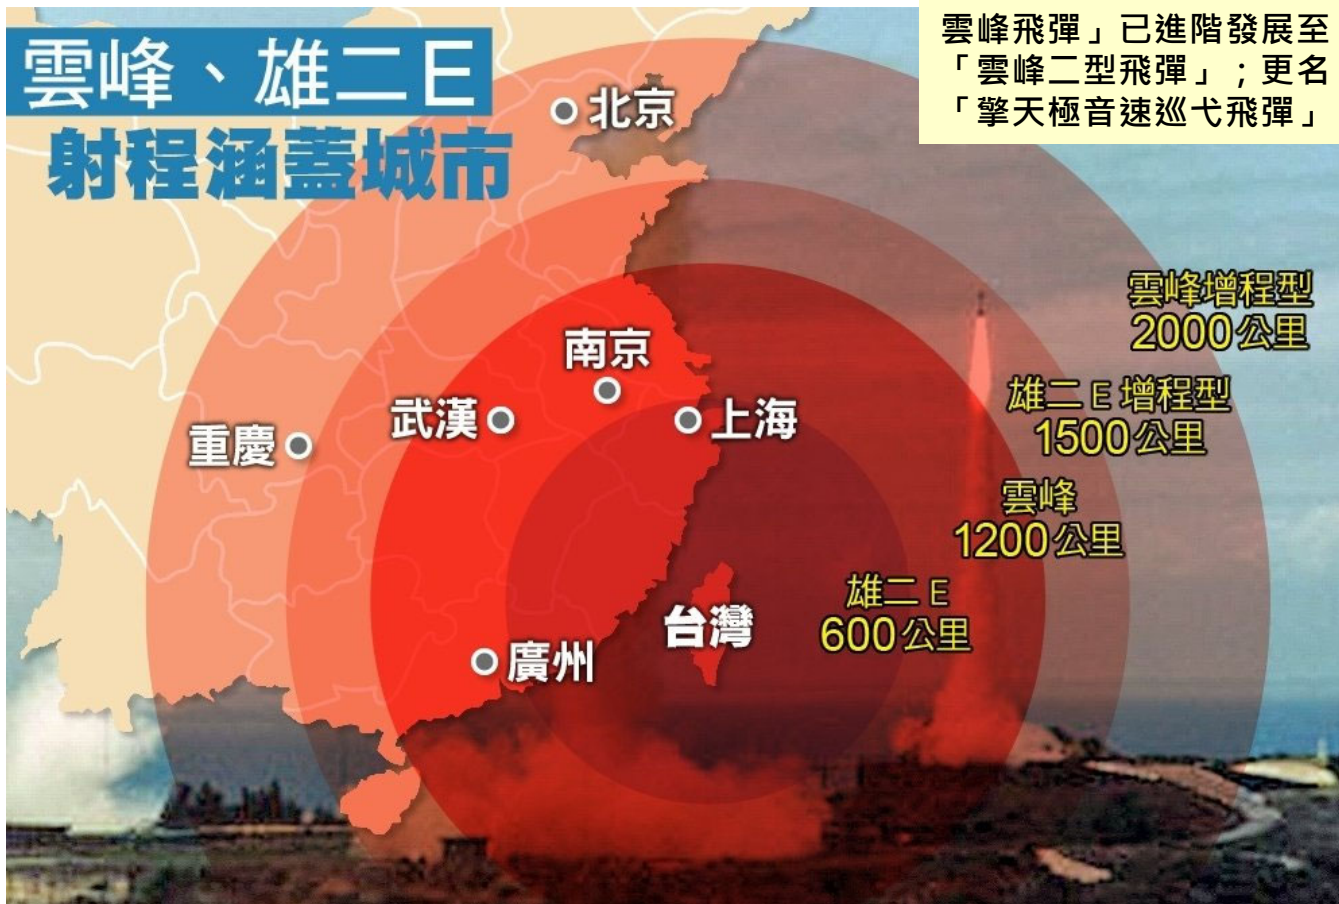 雲峰、雄二E
射程涵蓋城市
雲峰飛彈」已進階發展至
「雲峰二型飛彈」；更名
「擎天極音速巡弋飛彈」
北京
南京
武漢
上海
重慶
廣州
台灣
雲峰增程型
2000公里
雄二E增程型
1500公里
雲峰
1200公里
雄二E
600公里